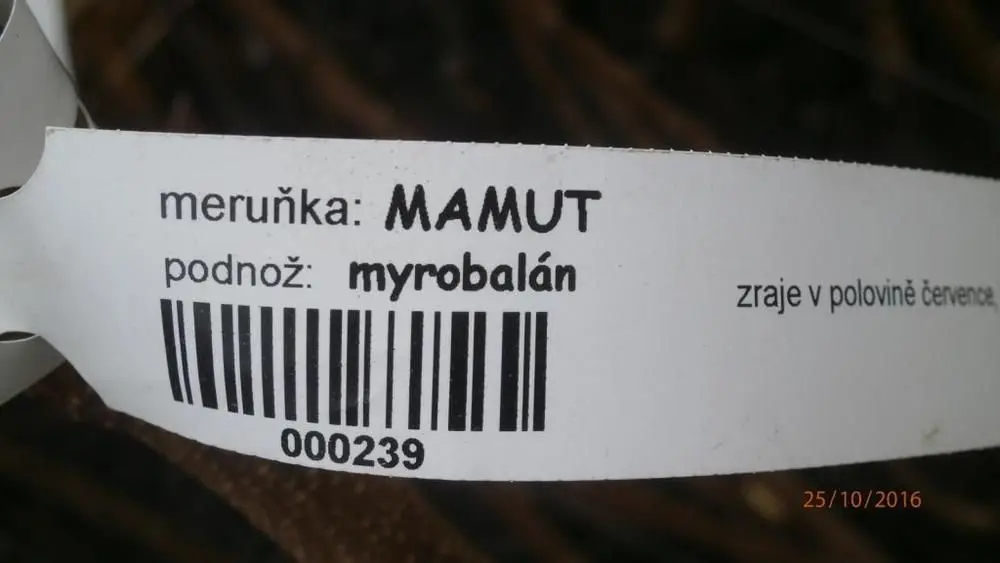 meruňka: MAMUT
podnož: myrobalán
zraje v polovině července,
000239
25/10/2016